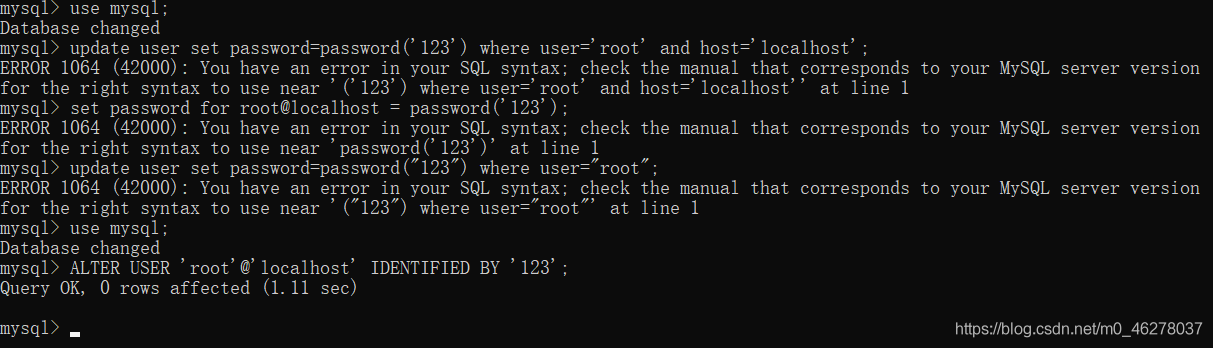 mysql> use mysql;
Database changed
mysql> update user set password=password('123') where user='root' and host='localhost';
ERROR 1064 (42000): You have an error in your SQL syntax; check the manual that corresponds to your MySQL server version
for the right syntax to use near '('123') where user='root' and host='localhost'' at line 1
mysql> set password for root@localhost = password('123');
ERROR 1064 (42000): You have an error in your SQL syntax; check the manual that corresponds to your MySQL server version
for the right syntax to use near 'password('123')' at line 1
mysql> update user set password=password("123") where user="root";
ERROR 1064 (42000): You have an error in your SQL syntax; check the manual that corresponds to your MySQL server version
for the right syntax to use near '("123") where user="root"' at line 1
mysql> use mysql;
Database changed
mysql> ALTER USER 'root'@'localhost' IDENTIFIED BY '123';
Query OK, 0 rows affected (1.11 sec)
mysql>
https://blog.csdn.net/m0_46278037